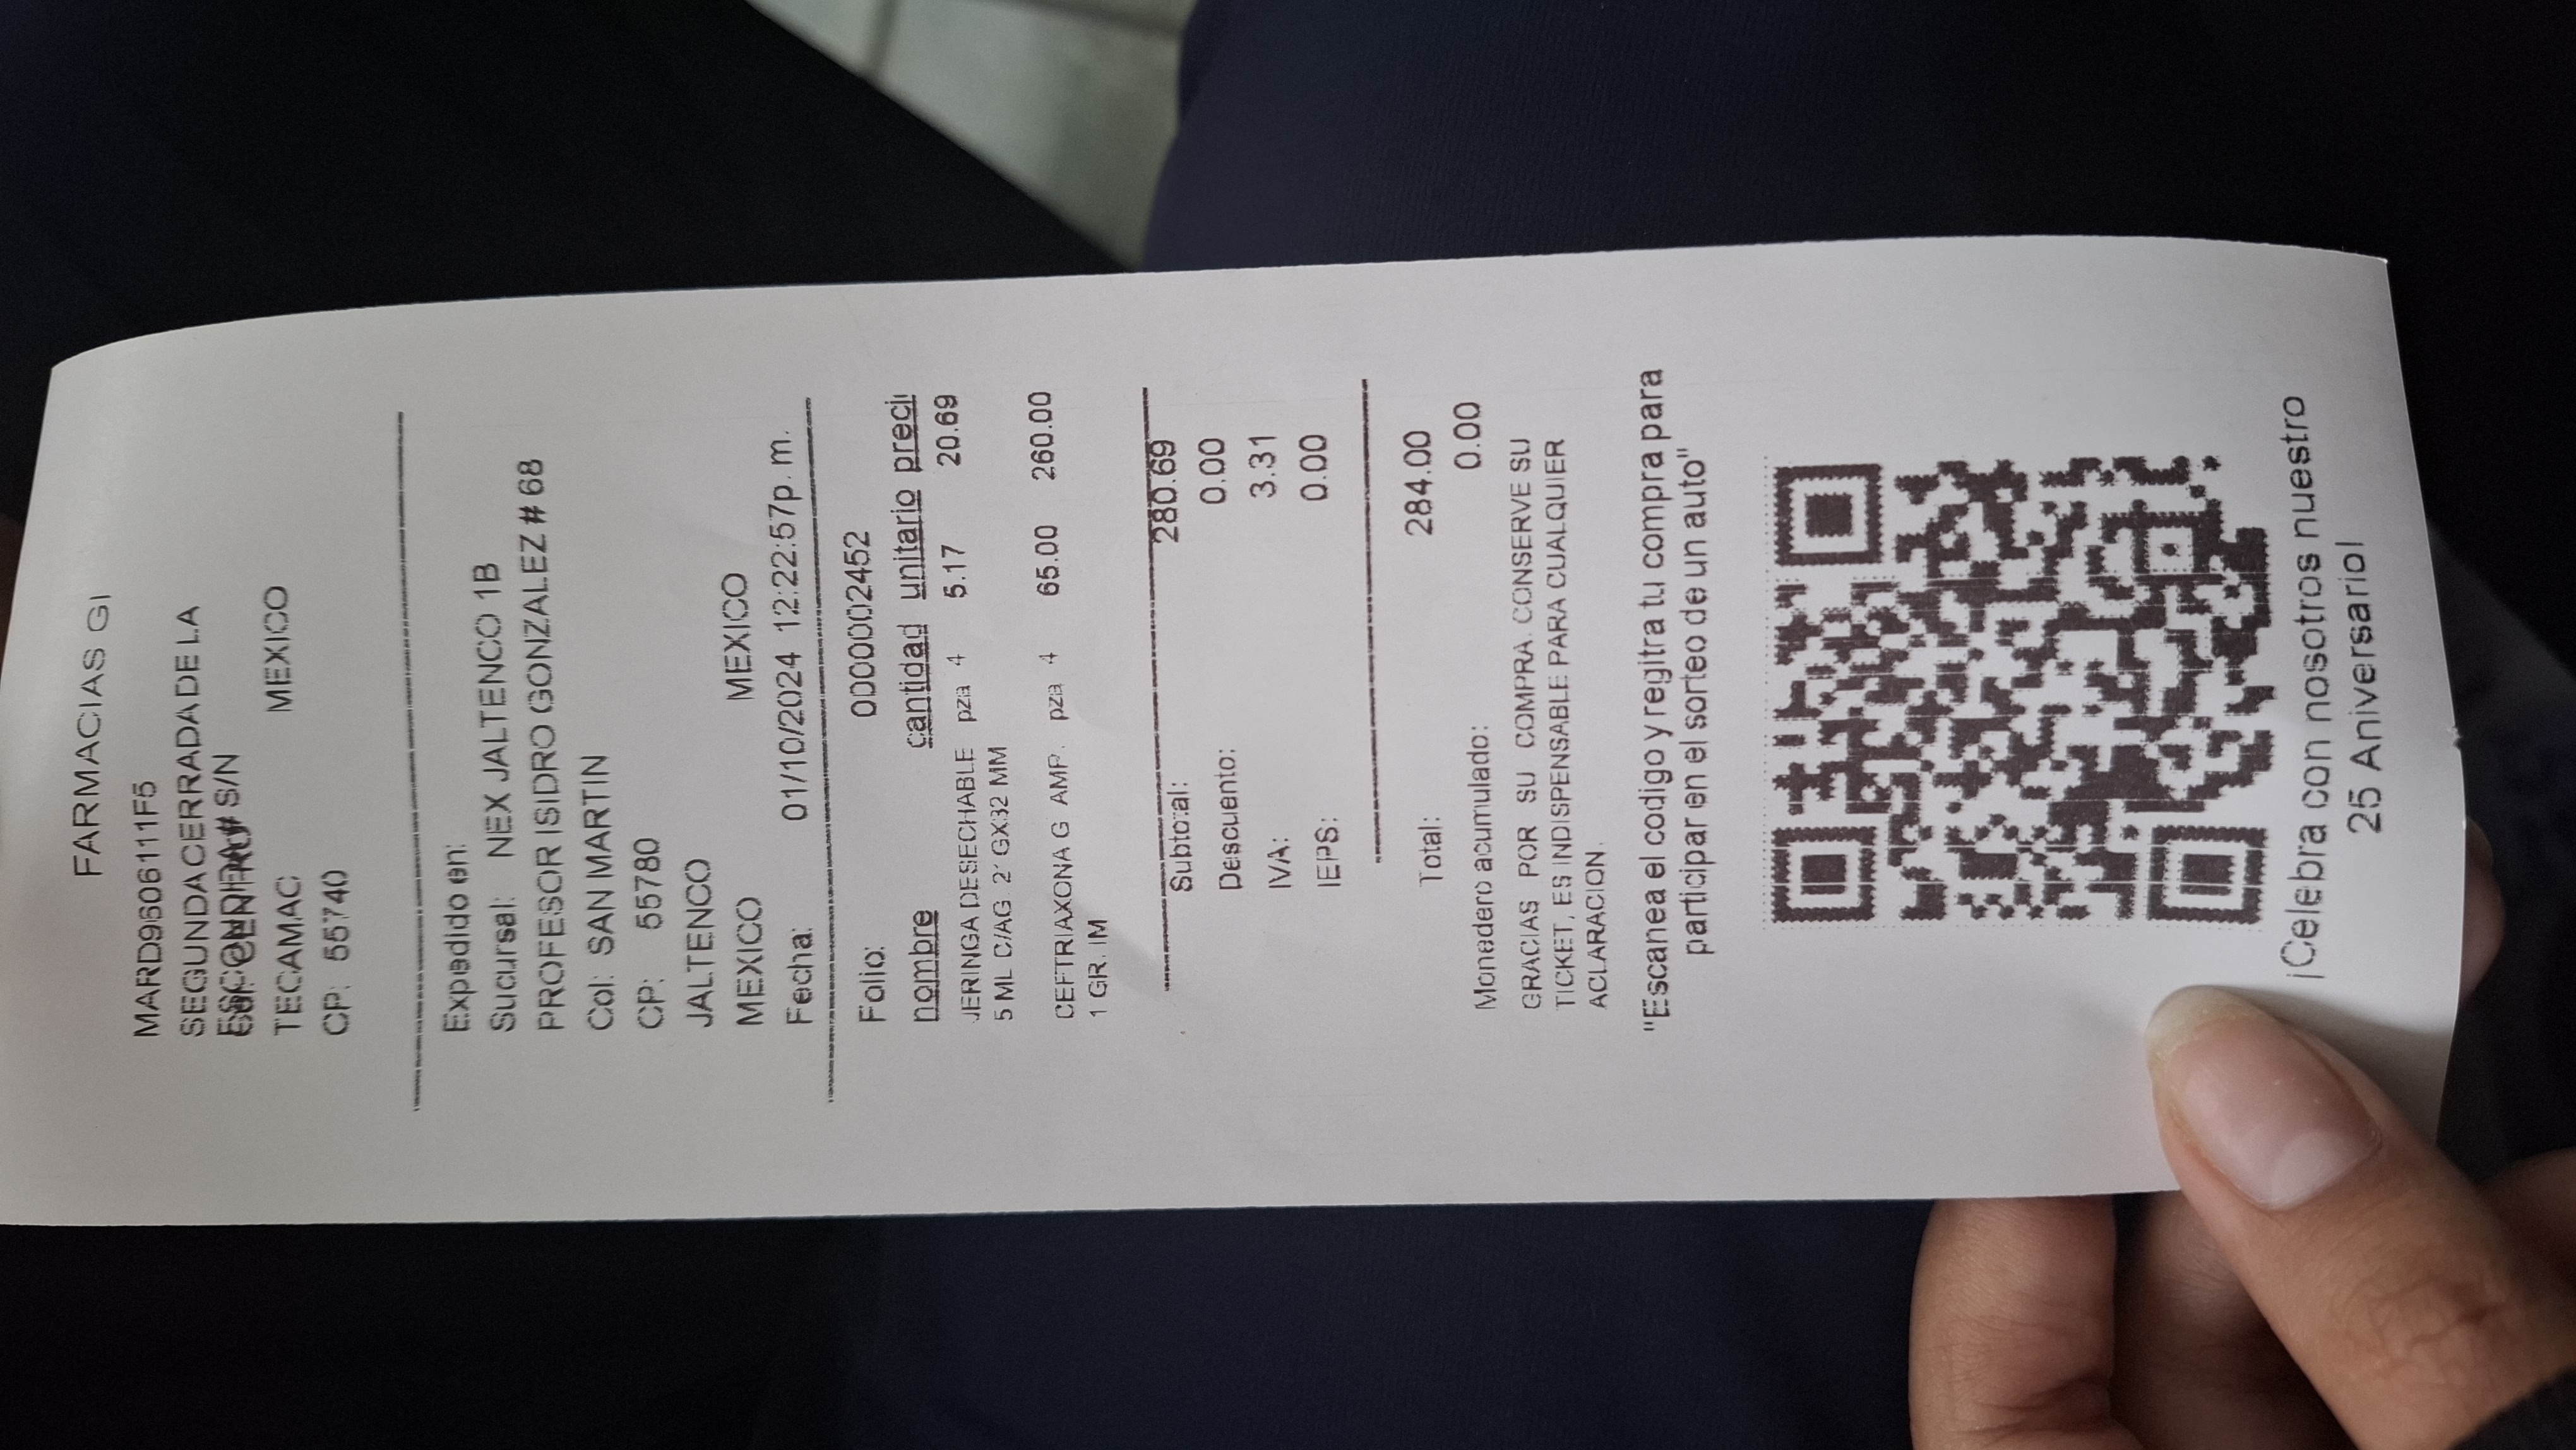 FARMACIAS GI
MARD9606111F5
SEGUNDA CERRADA DE LA
# S/N
TECAMAC MEXICO
CP: 55740
Expedido en:
Sucursal: NEX JALTENCO 1B
PROFESOR ISIDRO GONZALEZ # 68
Col: SAN MARTIN
CP: 55780
JALTENCO
MEXICO MEXICO
Fecha: 01/10/2024 12:22:57p. m.
Folio: 0000002452
nombre cantidad unitario preci
JERINGA DESECHABLE pza 4 5.17 20.69
5 ML C/AG 2' GX32 MM
CEFTRIAXONA G AMP. pza 4 65.00 260.00
1 GR. IM
Subtotal: 280.69
Descuento: 0.00
IVA: 3.31
IEPS: 0.00
Total: 284.00
Monedero acumulado: 0.00
GRACIAS POR SU COMPRA, CONSERVE SU
TICKET, ES INDISPENSABLE PARA CUALQUIER
ACLARACION.
"Escanea el codigo y regitra tu compra para
participar en el sorteo de un auto"
¡Celebra con nosotros nuestro
25 Aniversario!